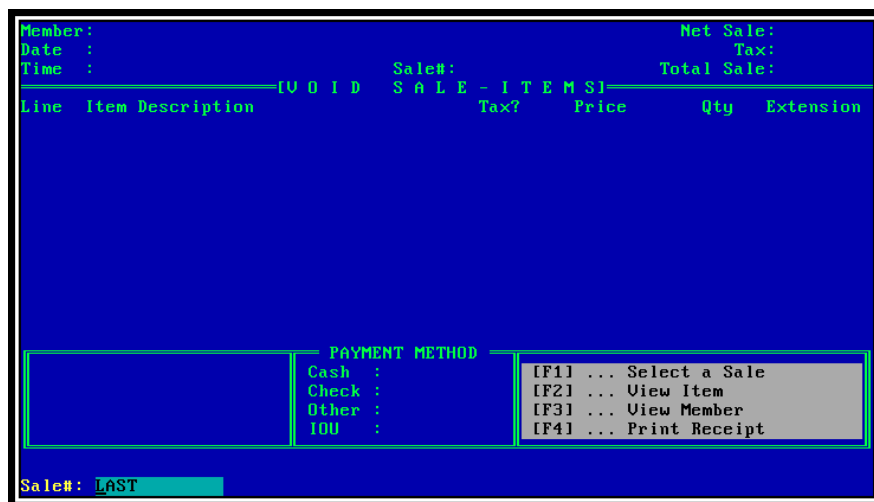 Member: Net Sale:
Date : Tax:
Time : Sale#: Total Sale:
[V O I D S A L E - I T E M S]
Line Item Description Tax? Price Qty Extension
PAYMENT METHOD
Cash : [F1] ... Select a Sale
Check : [F2] ... View Item
Other : [F3] ... View Member
IOU : [F4] ... Print Receipt
Sale#: LAST